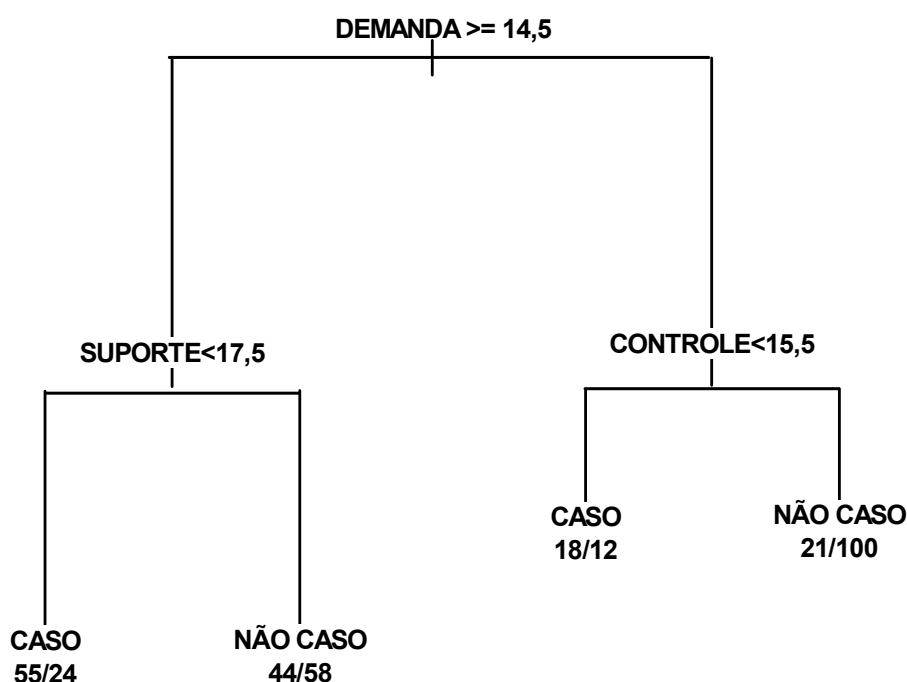 DEMANDA >= 14,5
SUPORTE<17,5
CONTROLE<15,5
CASO
18/12
NÃO CASO
21/100
CASO
55/24
NÃO CASO
44/58